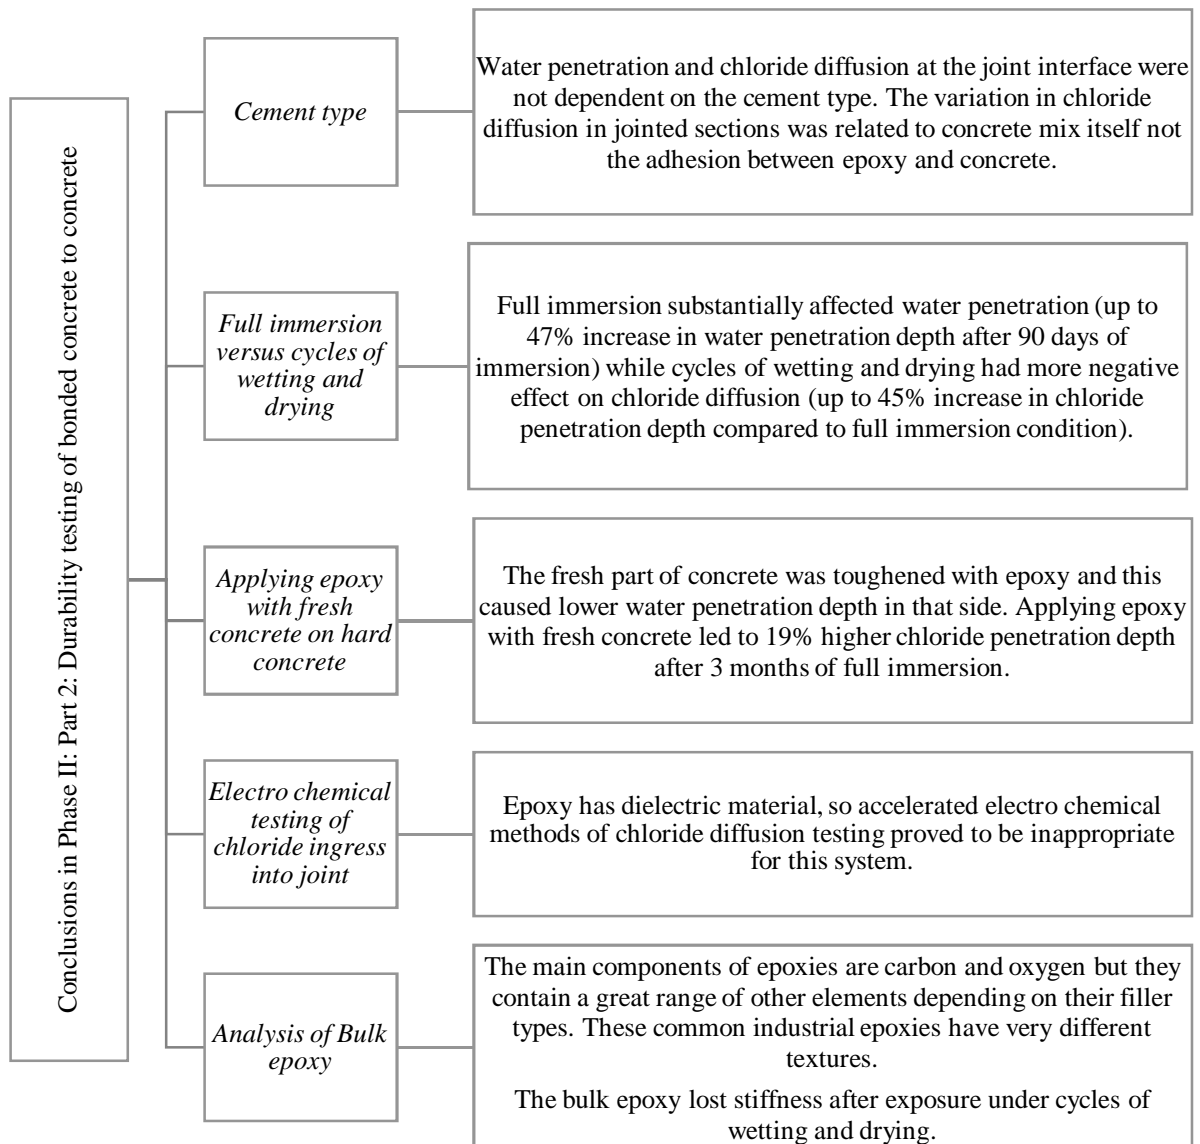 Conclusions in Phase II: Part 2: Durability testing of bonded concrete to concrete
Cement type
Water penetration and chloride diffusion at the joint interface were
not dependent on the cement type. The variation in chloride
diffusion in jointed sections was related to concrete mix itself not
the adhesion between epoxy and concrete.
Full immersion
versus cycles of
wetting and
drying
Full immersion substantially affected water penetration (up to
47% increase in water penetration depth after 90 days of
immersion) while cycles of wetting and drying had more negative
effect on chloride diffusion (up to 45% increase in chloride
penetration depth compared to full immersion condition).
Applying epoxy
with fresh
concrete on hard
concrete
The fresh part of concrete was toughened with epoxy and this
caused lower water penetration depth in that side. Applying epoxy
with fresh concrete led to 19% higher chloride penetration depth
after 3 months of full immersion.
Electro chemical
testing of
chloride ingress
into joint
Epoxy has dielectric material, so accelerated electro chemical
methods of chloride diffusion testing proved to be inappropriate
for this system.
Analysis of Bulk
epoxy
The main components of epoxies are carbon and oxygen but they
contain a great range of other elements depending on their filler
types. These common industrial epoxies have very different
textures.
The bulk epoxy lost stiffness after exposure under cycles of
wetting and drying.